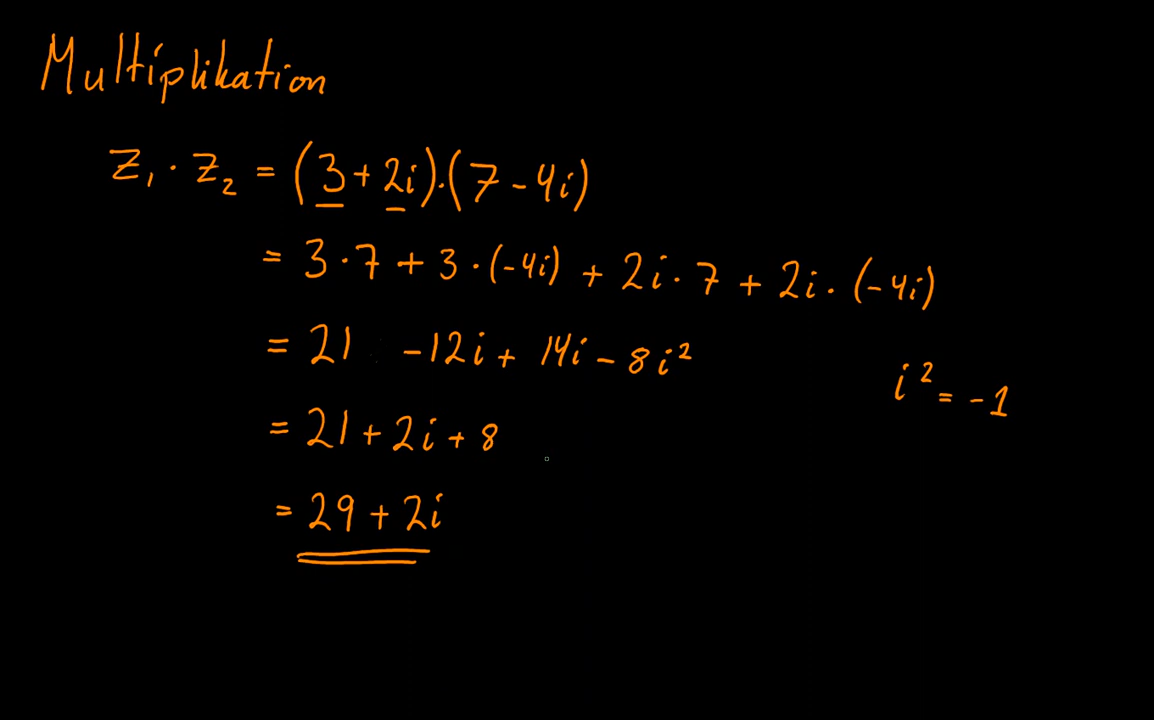 Multiplikation
z₁ · z₂ = (3 + 2i)·(7 - 4i)
= 3 · 7 + 3 · (-4i) + 2i · 7 + 2i · (-4i)
= 21 -12i + 14i - 8i²
i² = -1
= 21 + 2i + 8
= 29 + 2i